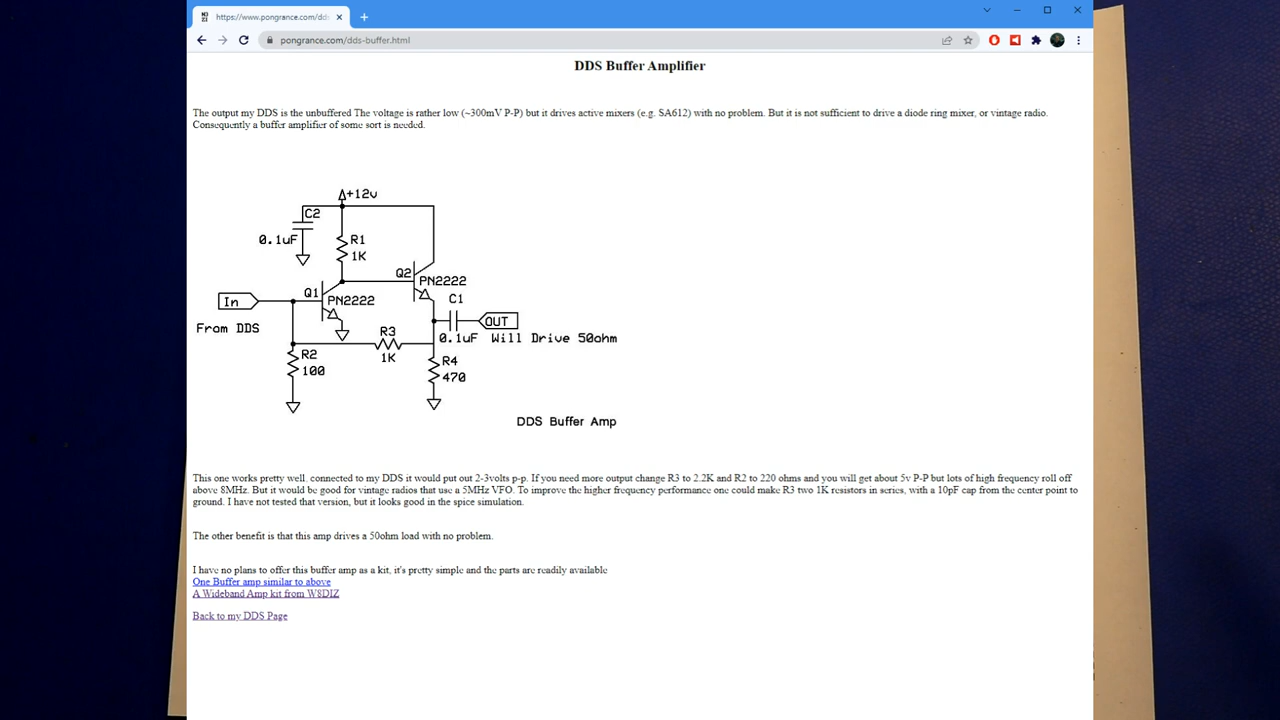 https://www.pongrance.com/dds
pongrance.com/dds-buffer.html
DDS Buffer Amplifier
The output my DDS is the unbuffered The voltage is rather low (~300mV P-P) but it drives active mixers (e.g. SA612) with no problem. But it is not sufficient to drive a diode ring mixer, or vintage radio.
Consequently a buffer amplifier of some sort is needed.
+12v
C2
0.1uF
R1
1K
Q2
PN2222
In
Q1
PN2222
C1
OUT
From DDS
R3
1K
0.1uF Will Drive 50ohm
R2
100
R4
470
DDS Buffer Amp
This one works pretty well, connected to my DDS it would put out 2-3volts p-p. If you need more output change R3 to 2.2K and R2 to 220 ohms and you will get about 5v P-P but lots of high frequency roll off
above 8MHz. But it would be good for vintage radios that use a 5MHz VFO. To improve the higher frequency performance one could make R3 two 1K resistors in series, with a 10pF cap from the center point to
ground. I have not tested that version, but it looks good in the spice simulation.
The other benefit is that this amp drives a 50ohm load with no problem.
I have no plans to offer this buffer amp as a kit, it's pretty simple and the parts are readily available
One Buffer amp similar to above
A Wideband Amp kit from W8DIZ
Back to my DDS Page